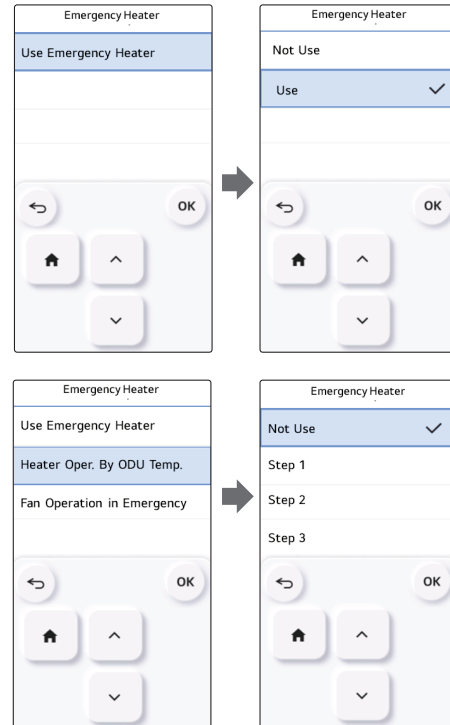 Emergency Heater
Use Emergency Heater
OK
Emergency Heater
Not Use
Use
OK
Emergency Heater
Use Emergency Heater
Heater Oper. By ODU Temp.
Fan Operation in Emergency
OK
Emergency Heater
Not Use
Step 1
Step 2
Step 3
OK